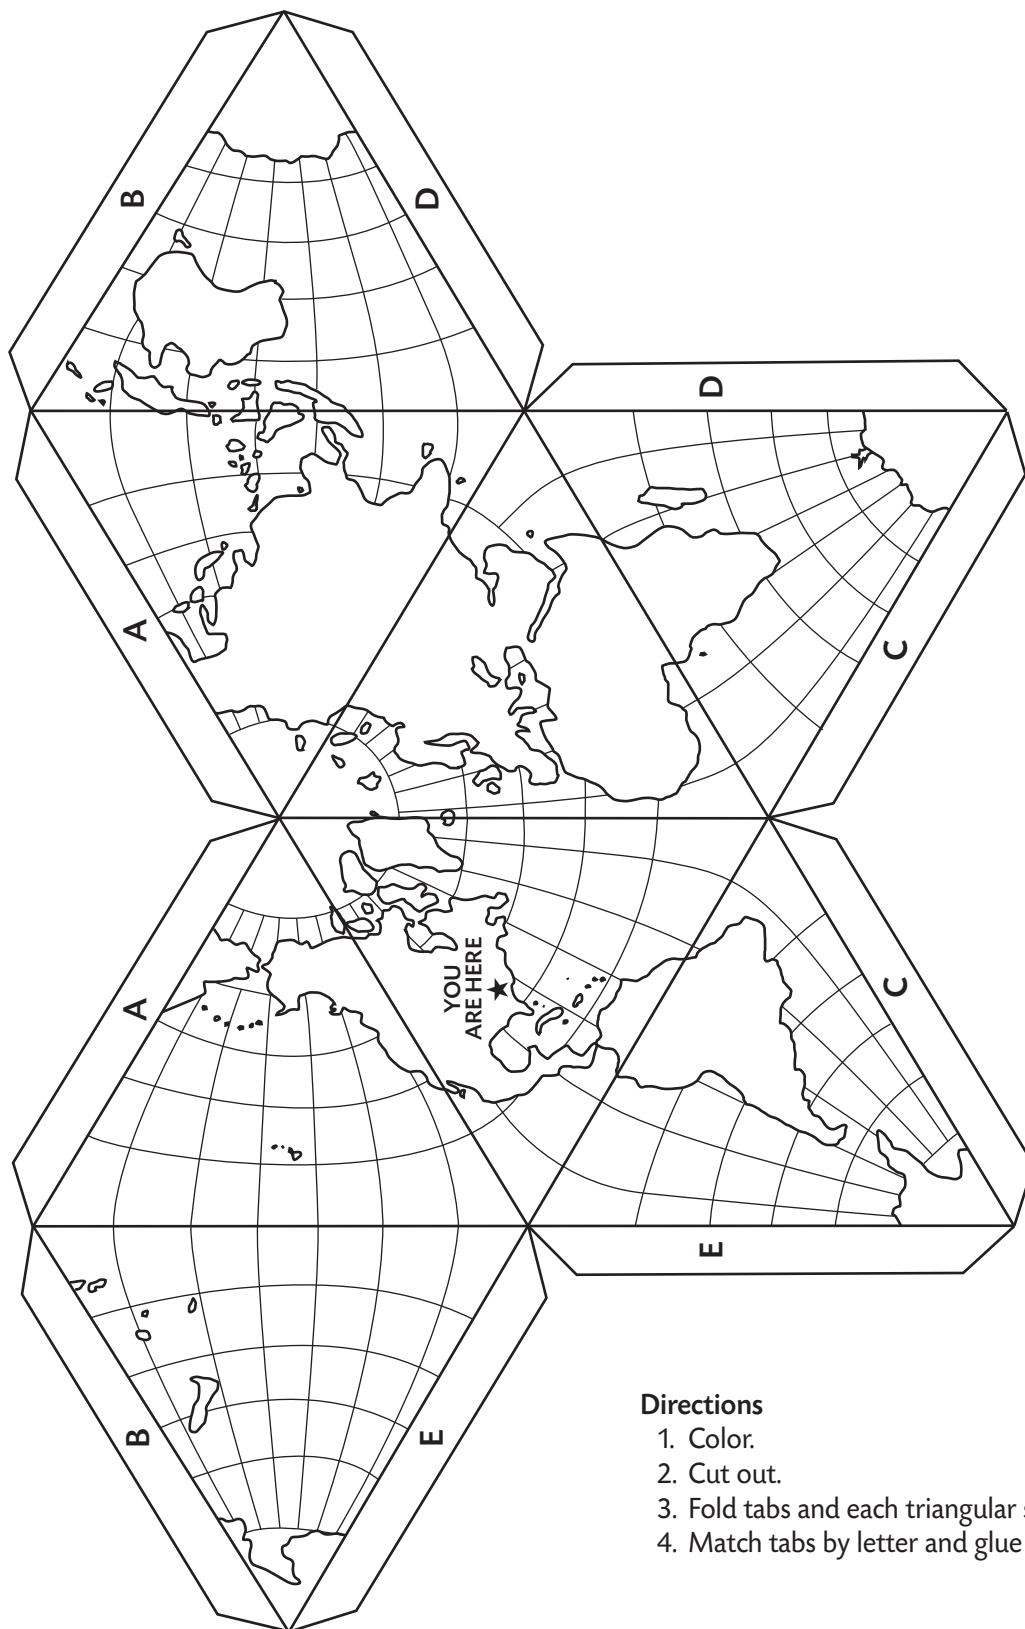 B
D
D
A
C
YOU
ARE HERE
A
C
E
B
E
Directions
1. Color.
2. Cut out.
3. Fold tabs and each triangular
4. Match tabs by letter and glue